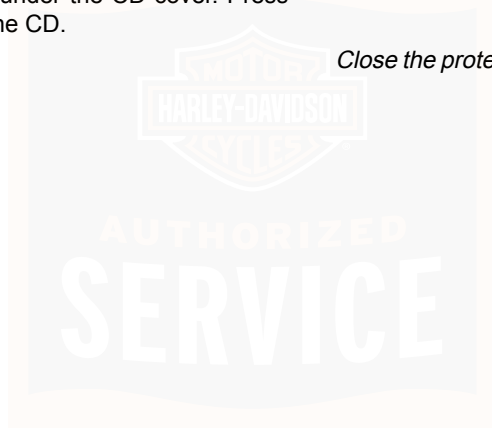 under the CD cover. Press
he CD.
Close the prote
MOTOR
HARLEY-DAVIDSON
CYCLES
AUTHORIZED
SERVICE